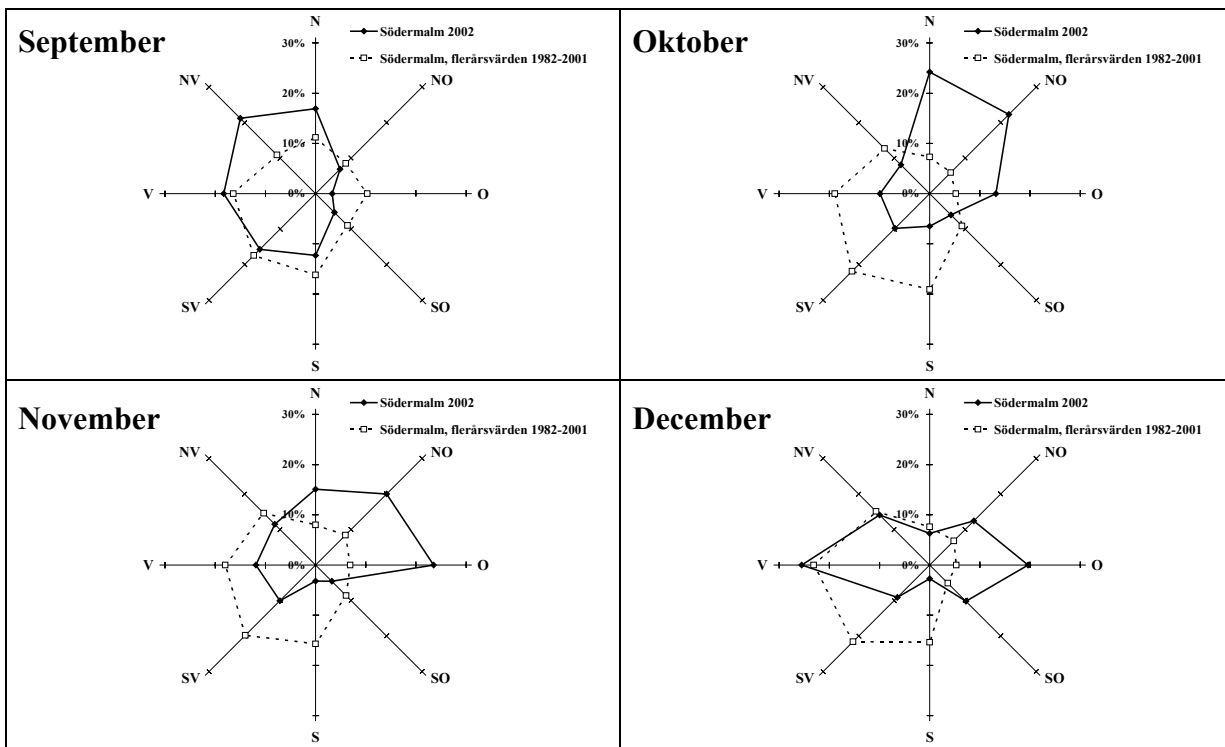 September
N
Södermalm 2002
Södermalm, flerårsvärden 1982-2001
30%
20%
10%
0%
NV
NO
V
O
SV
SO
S
Oktober
N
Södermalm 2002
Södermalm, flerårsvärden 1982-2001
30%
20%
10%
0%
NV
NO
V
O
SV
SO
S
November
N
Södermalm 2002
Södermalm, flerårsvärden 1982-2001
30%
20%
10%
0%
NV
NO
V
O
SV
SO
S
December
N
Södermalm 2002
Södermalm, flerårsvärden 1982-2001
30%
20%
10%
0%
NV
NO
V
O
SV
SO
S